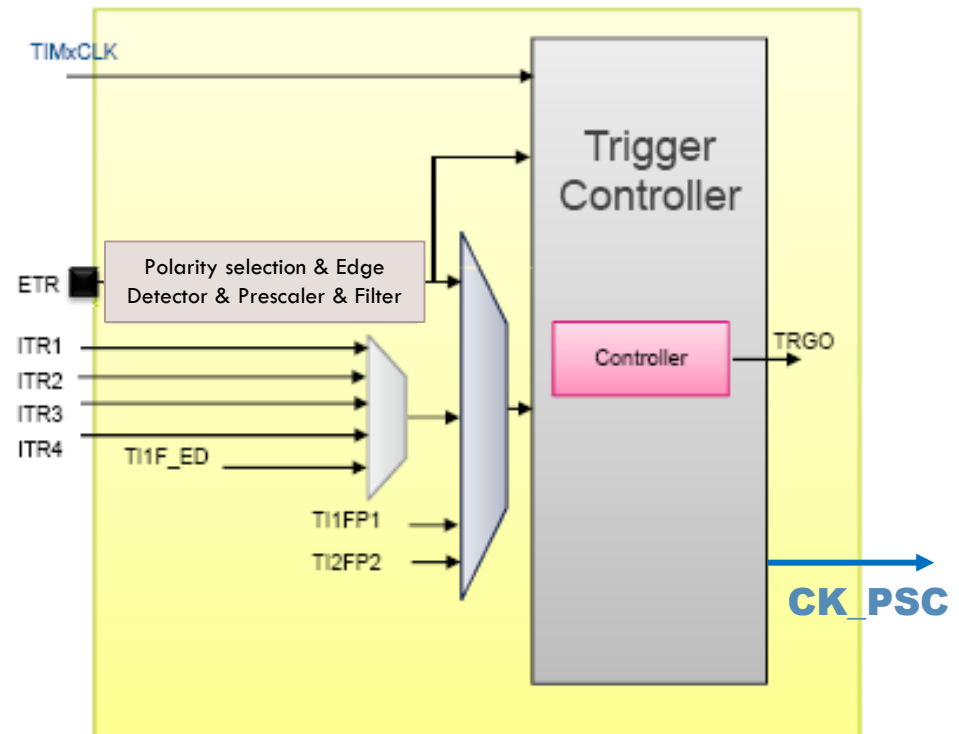 TIMxCLK
Trigger
Controller
ETR
Polarity selection & Edge
Detector & Prescaler & Filter
ITR1
ITR2
ITR3
ITR4
TI1F_ED
Controller
TRGO
TI1FP1
TI2FP2
CK_PSC